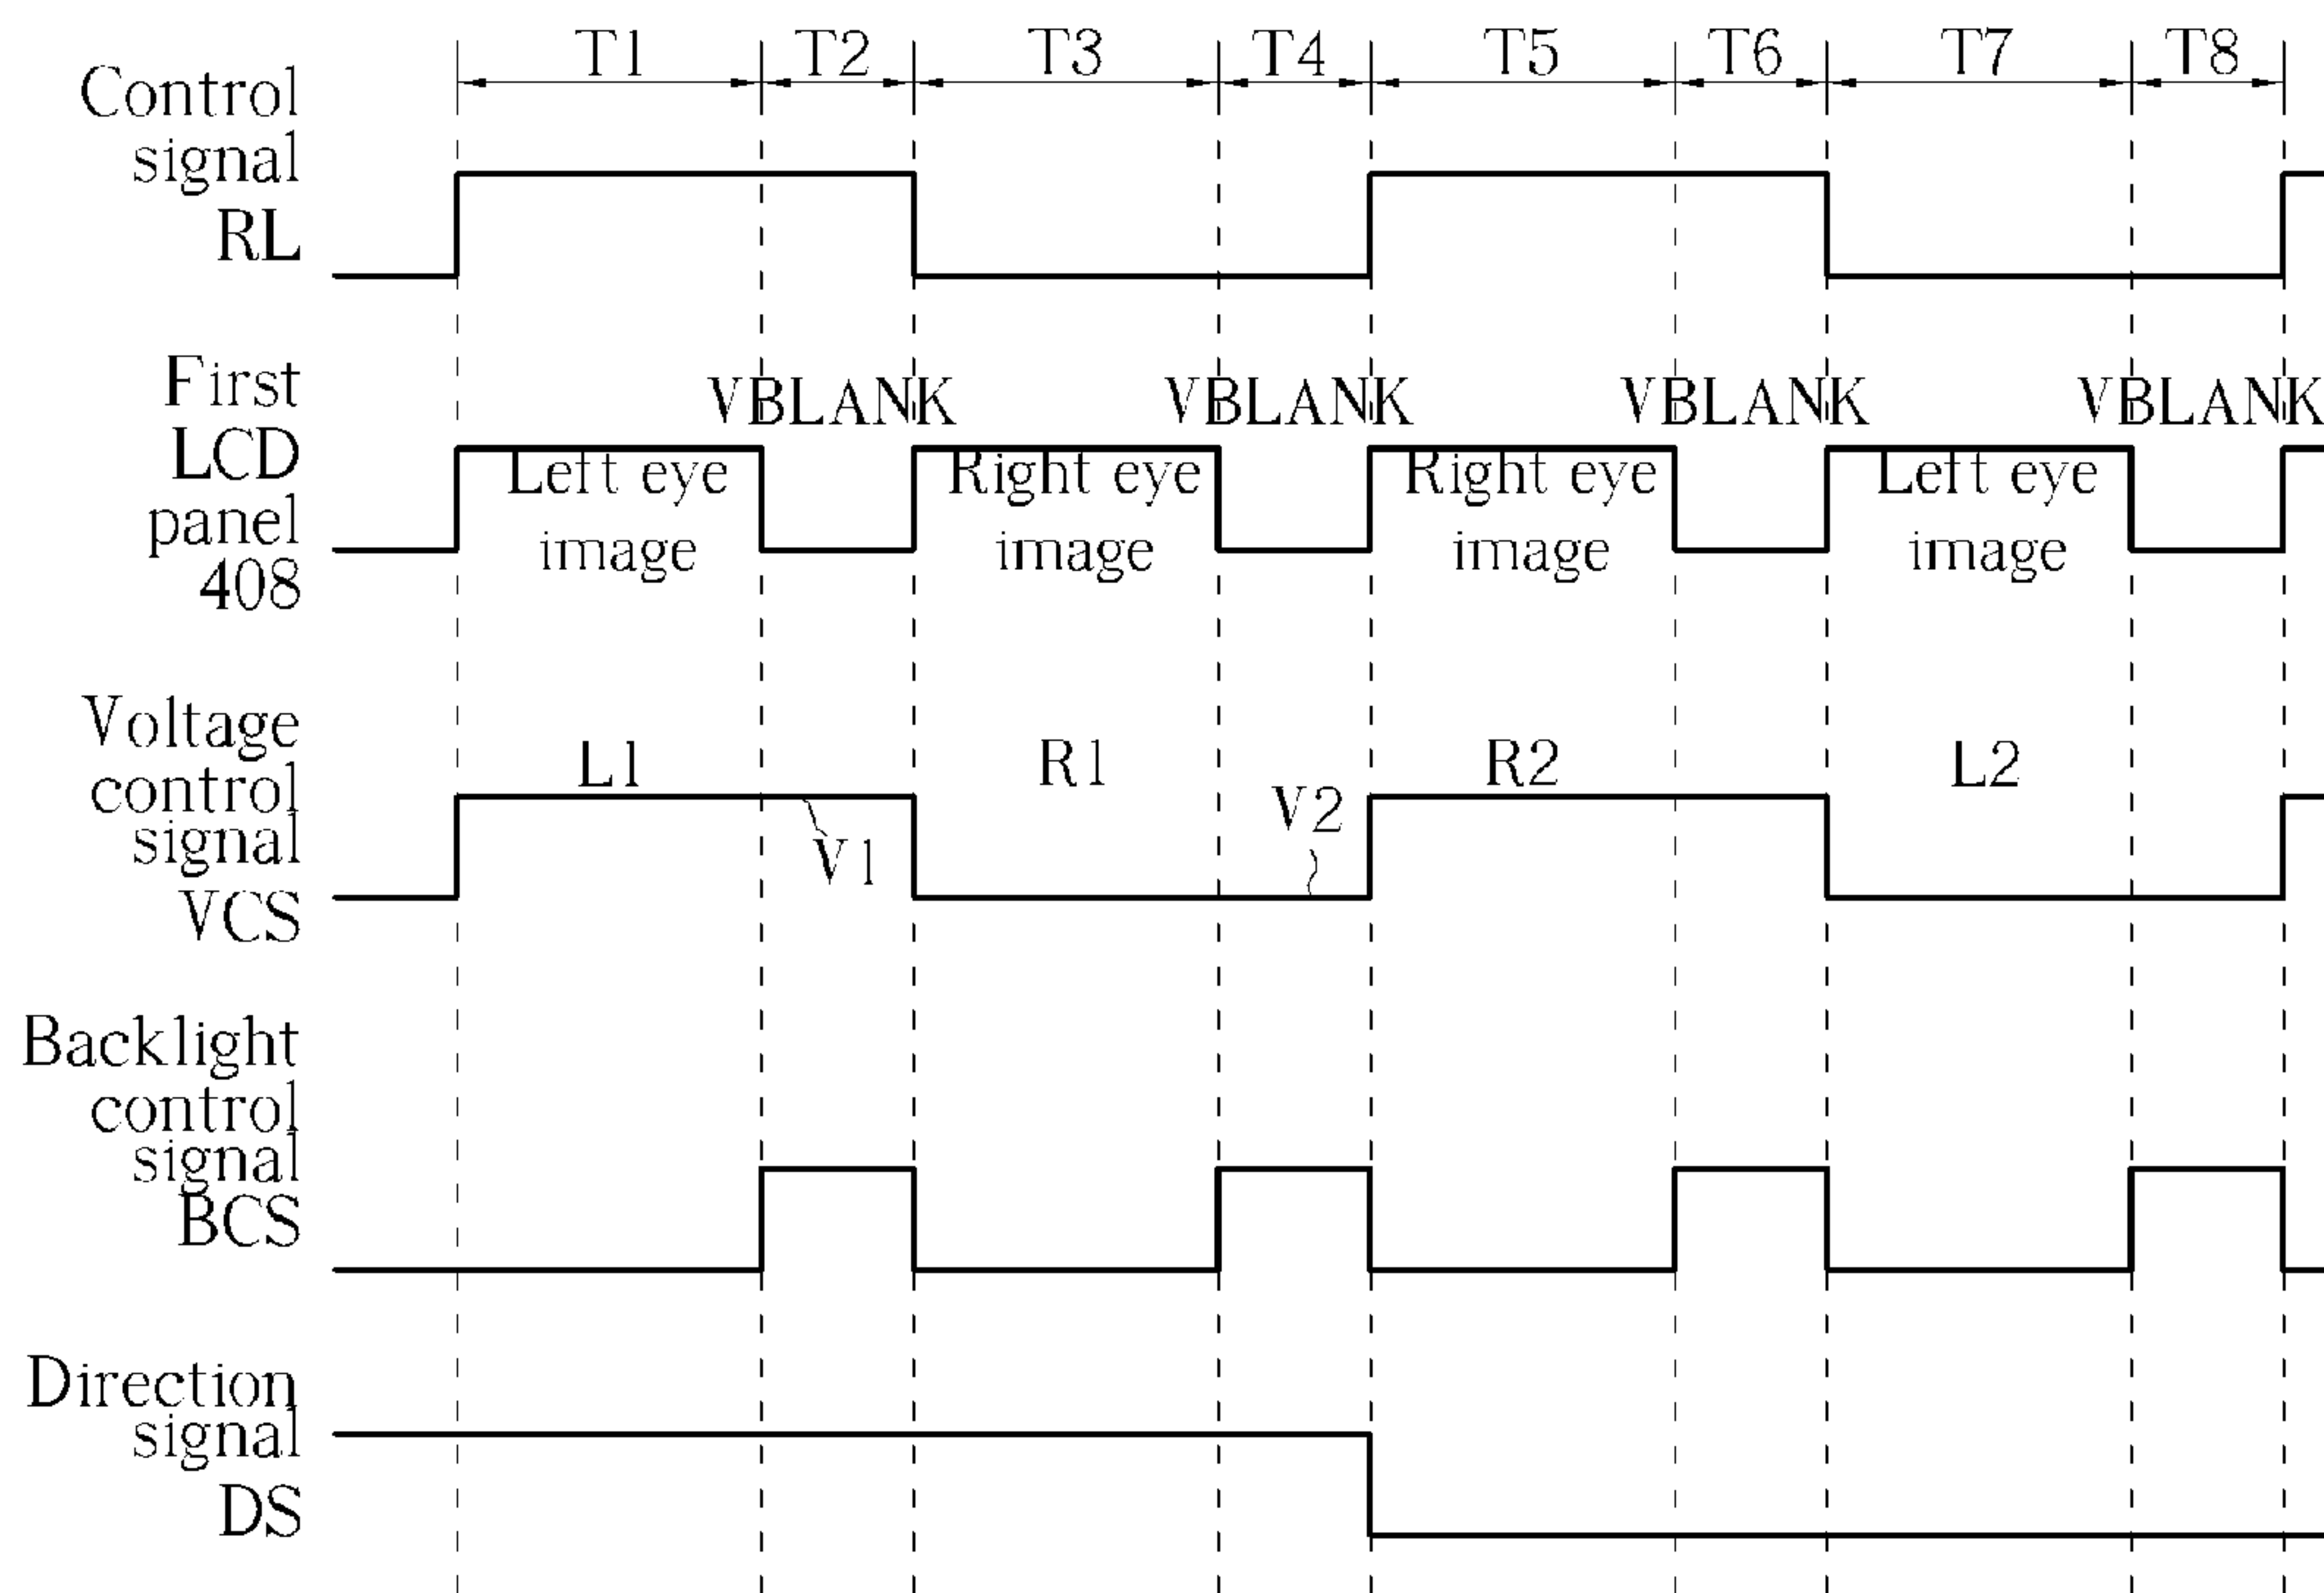 T1 T2 T3 T4 T5 T6 T7 T8
Control
signal
RL
First
LCD
panel
408
VBLANK VBLANK VBLANK VBLANK
Left eye
image
Right eye
image
Right eye
image
Left eye
image
Voltage
control
signal
VCS
L1 R1 R2 L2
V1
V2
Backlight
control
signal
BCS
Direction
signal
DS